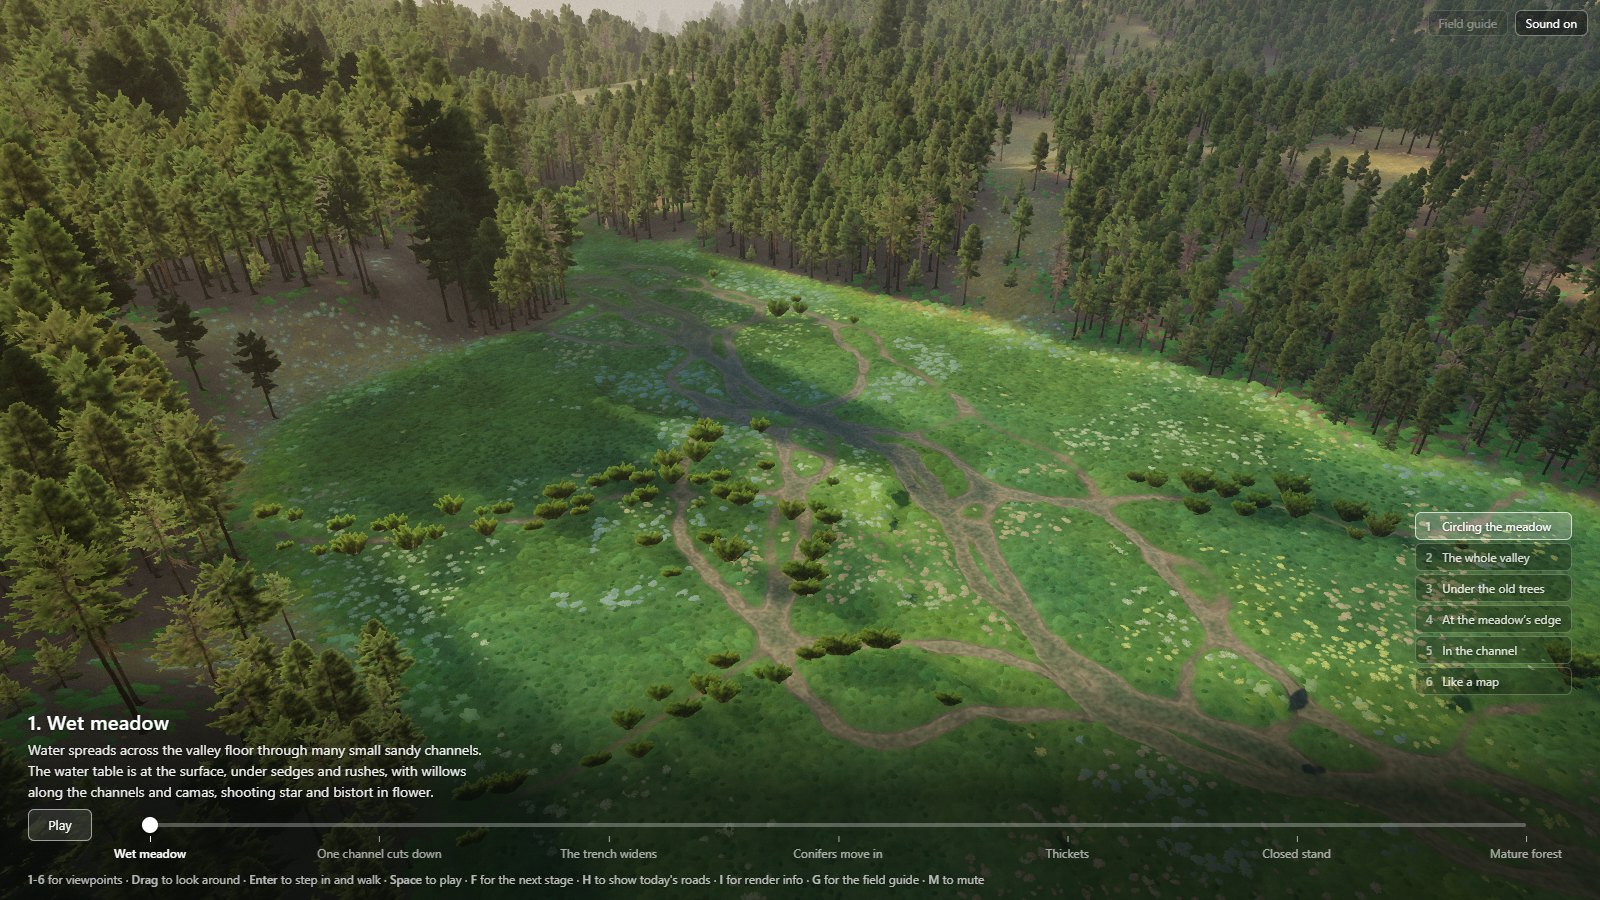 Field guide
Sound on
1 Circling the meadow
2 The whole valley
3 Under the old trees
4 At the meadow's edge
5 In the channel
6 Like a map
1. Wet meadow
Water spreads across the valley floor through many small sandy channels.
The water table is at the surface, under sedges and rushes, with willows
along the channels and camas, shooting star and bistort in flower.
Play
Wet meadow
One channel cuts down
The trench widens
Conifers move in
Thickets
Closed stand
Mature forest
1-6 for viewpoints · Drag to look around · Enter to step in and walk · Space to play · F for the next stage · H to show today's roads · I for render info · G for the field guide · M to mute